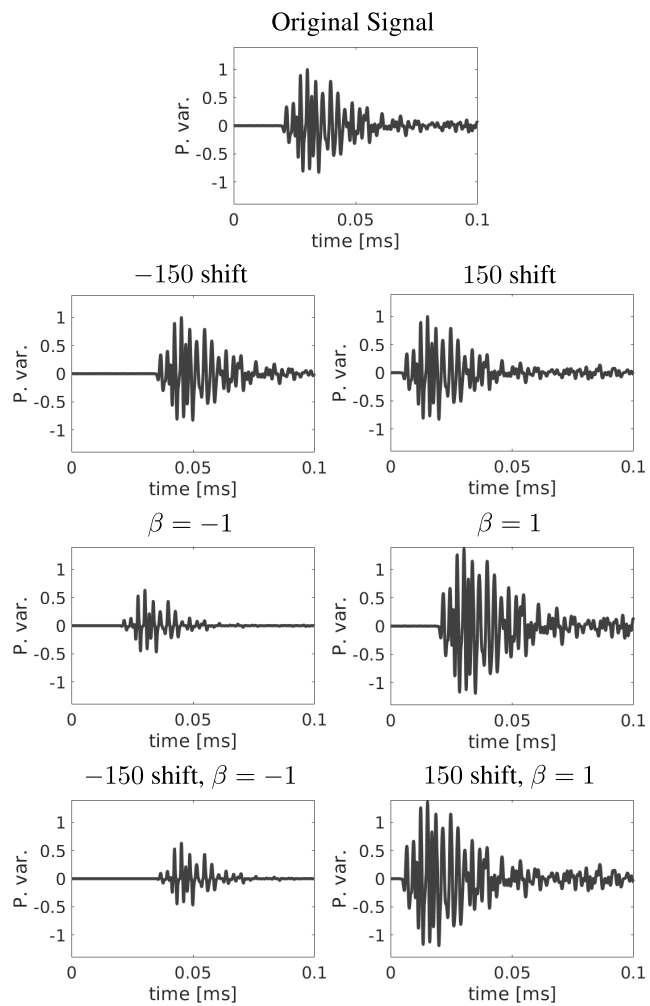 Original Signal
1
0.5
0
-0.5
-1
P. var.
0 0.05 0.1
time [ms]
−150 shift
1
0.5
0
-0.5
-1
P. var.
0 0.05 0.1
time [ms]
150 shift
1
0.5
0
-0.5
-1
P. var.
0 0.05 0.1
time [ms]
β = −1
1
0.5
0
-0.5
-1
P. var.
0 0.05 0.1
time [ms]
β = 1
1
0.5
0
-0.5
-1
P. var.
0 0.05 0.1
time [ms]
−150 shift, β = −1
1
0.5
0
-0.5
-1
P. var.
0 0.05 0.1
time [ms]
150 shift, β = 1
1
0.5
0
-0.5
-1
P. var.
0 0.05 0.1
time [ms]